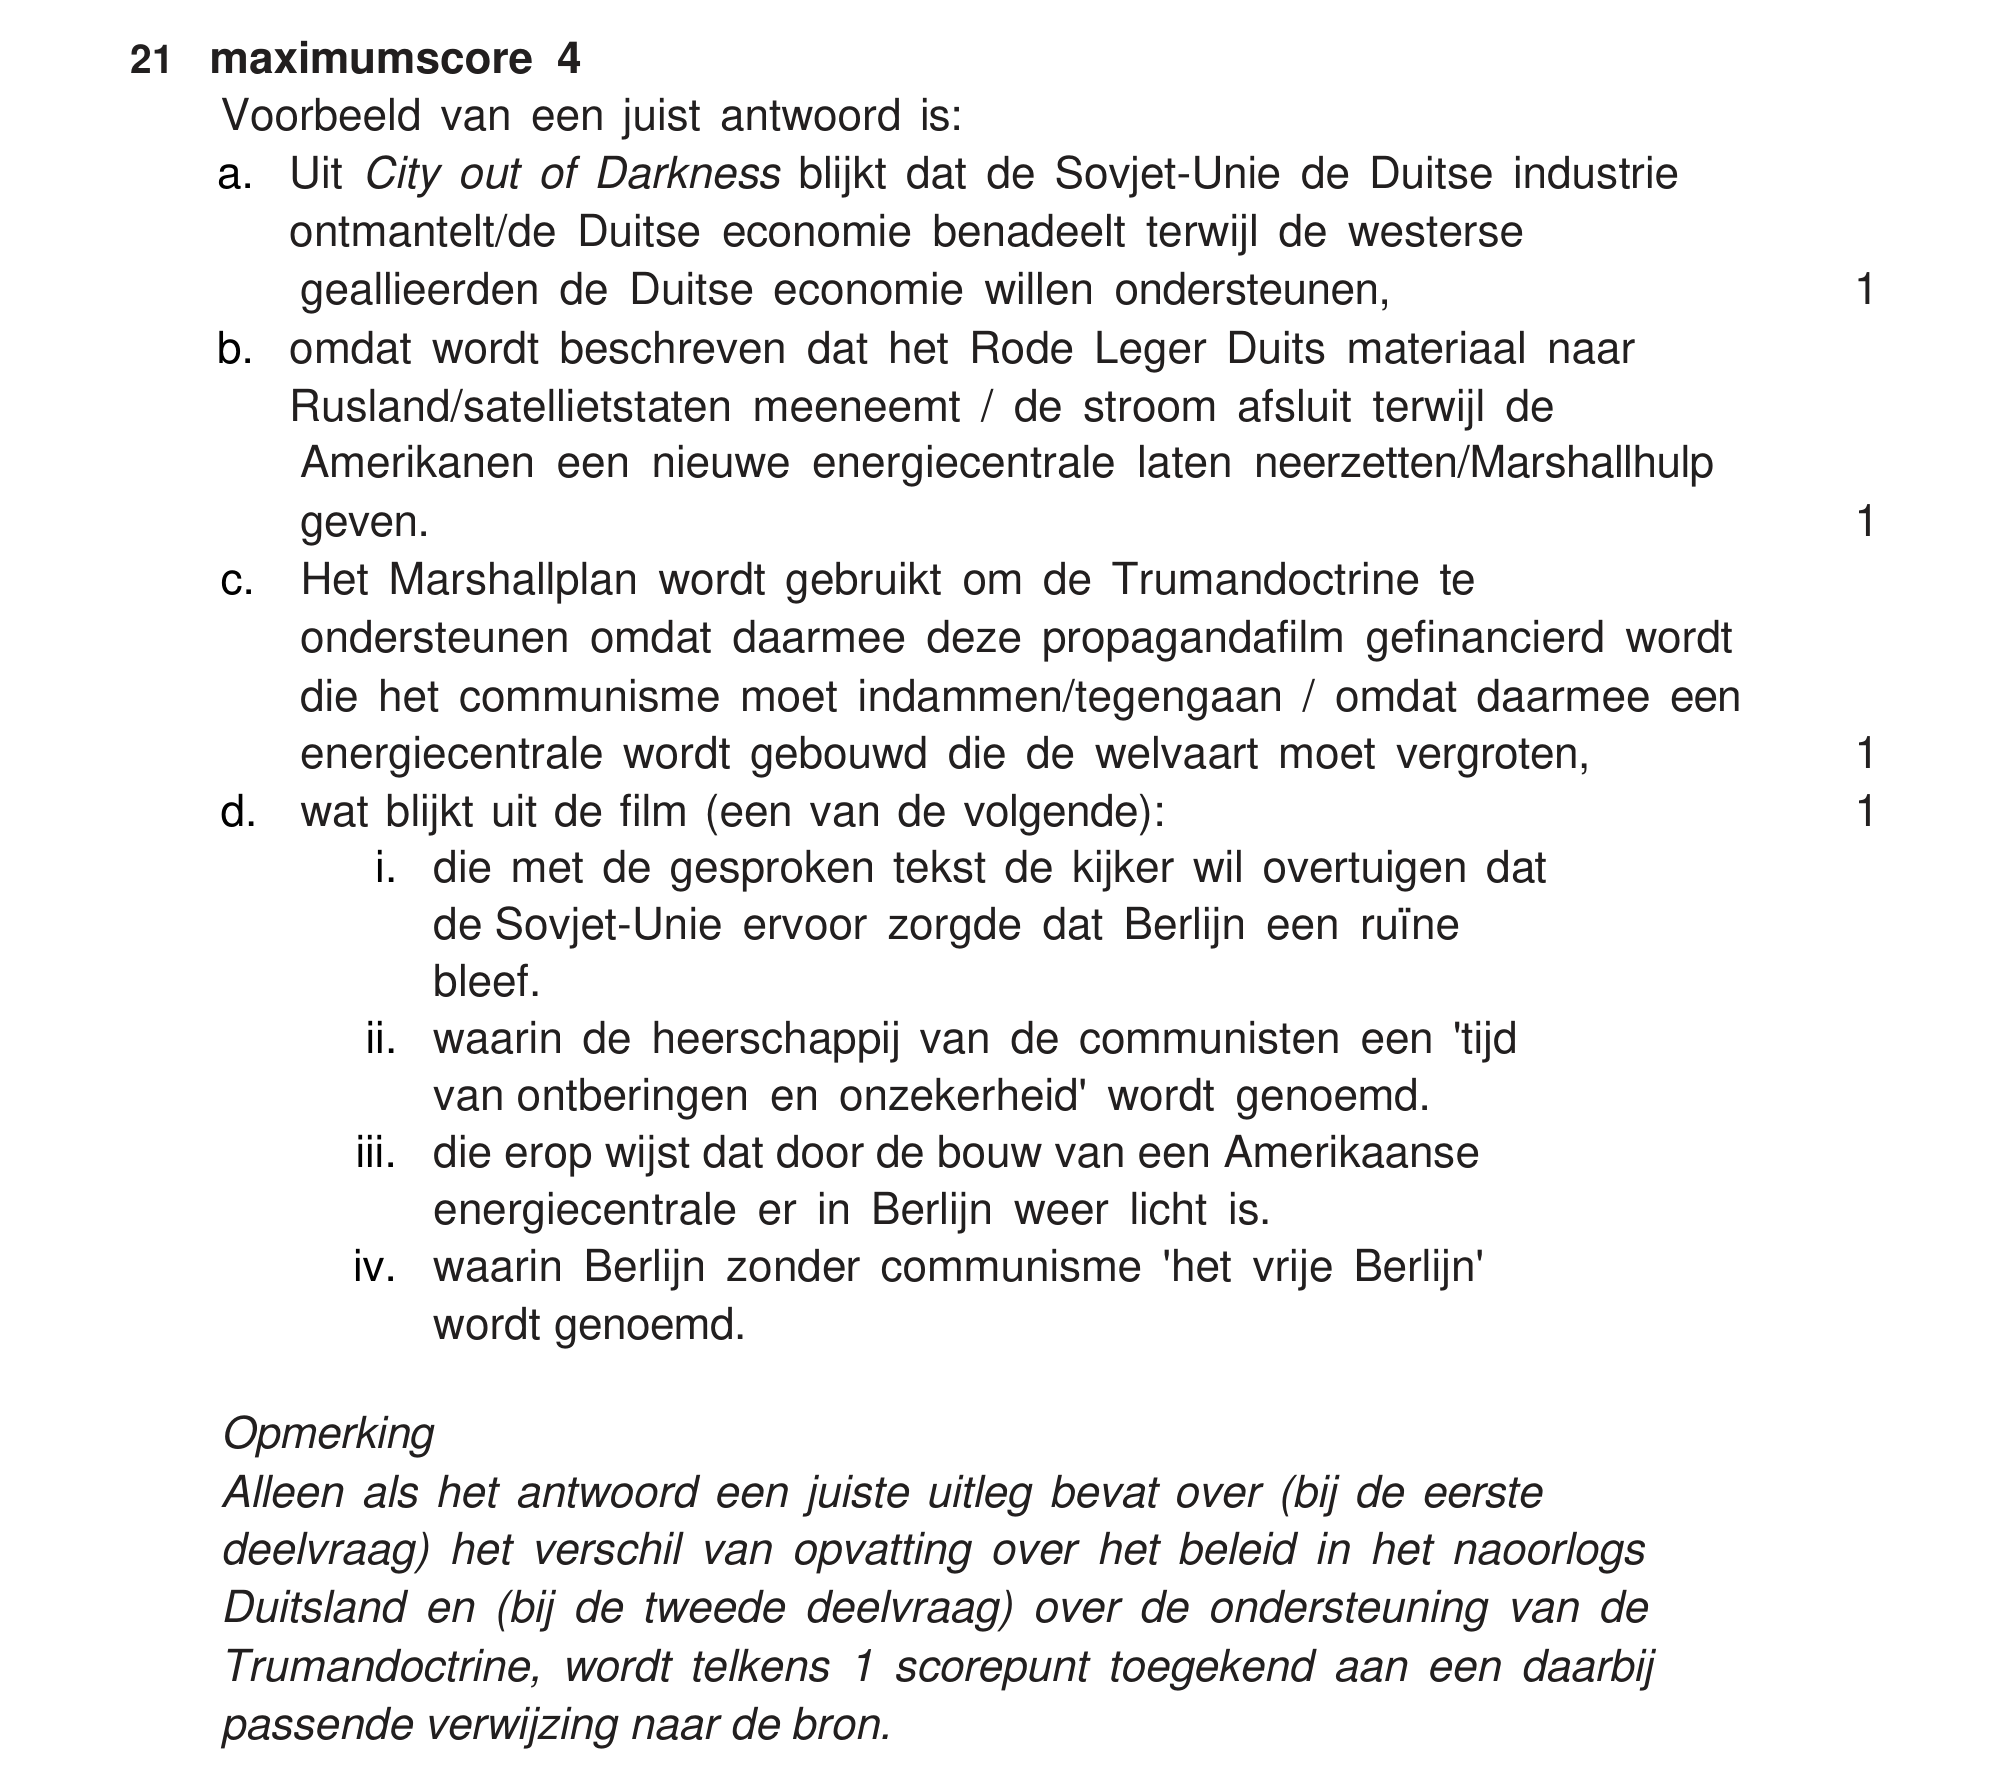 21 maximumscore 4
Voorbeeld van een juist antwoord is:
a. Uit City out of Darkness blijkt dat de Sovjet-Unie de Duitse industrie
ontmantelt/de Duitse economie benadeelt terwijl de westerse
geallieerden de Duitse economie willen ondersteunen, 1
b. omdat wordt beschreven dat het Rode Leger Duits materiaal naar
Rusland/satellietstaten meeneemt / de stroom afsluit terwijl de
Amerikanen een nieuwe energiecentrale laten neerzetten/Marshallhulp
geven. 1
c. Het Marshallplan wordt gebruikt om de Trumandoctrine te
ondersteunen omdat daarmee deze propagandafilm gefinancierd wordt
die het communisme moet indammen/tegengaan / omdat daarmee een
energiecentrale wordt gebouwd die de welvaart moet vergroten, 1
d. wat blijkt uit de film (een van de volgende): 1
i. die met de gesproken tekst de kijker wil overtuigen dat
de Sovjet-Unie ervoor zorgde dat Berlijn een ruïne
bleef.
ii. waarin de heerschappij van de communisten een 'tijd
van ontberingen en onzekerheid' wordt genoemd.
iii. die erop wijst dat door de bouw van een Amerikaanse
energiecentrale er in Berlijn weer licht is.
iv. waarin Berlijn zonder communisme 'het vrije Berlijn'
wordt genoemd.
Opmerking
Alleen als het antwoord een juiste uitleg bevat over (bij de eerste
deelvraag) het verschil van opvatting over het beleid in het naoorlogs
Duitsland en (bij de tweede deelvraag) over de ondersteuning van de
Trumandoctrine, wordt telkens 1 scorepunt toegekend aan een daarbij
passende verwijzing naar de bron.